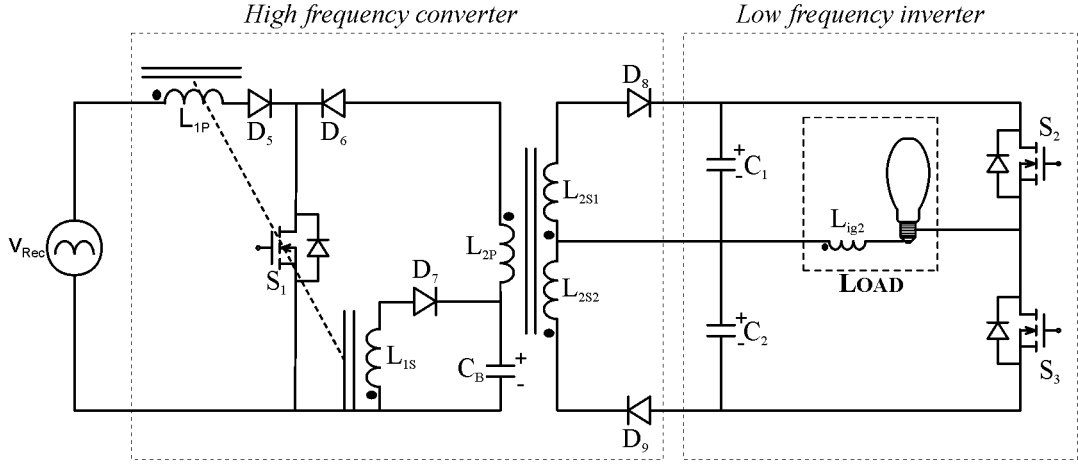 High frequency converter
Low frequency inverter
L1P
D5
D6
D8
VRec
S1
L2P
L2S1
L2S2
D7
L1S
CB
+
-
D9
+
-
C1
+
-
C2
Lig2
LOAD
S2
S3